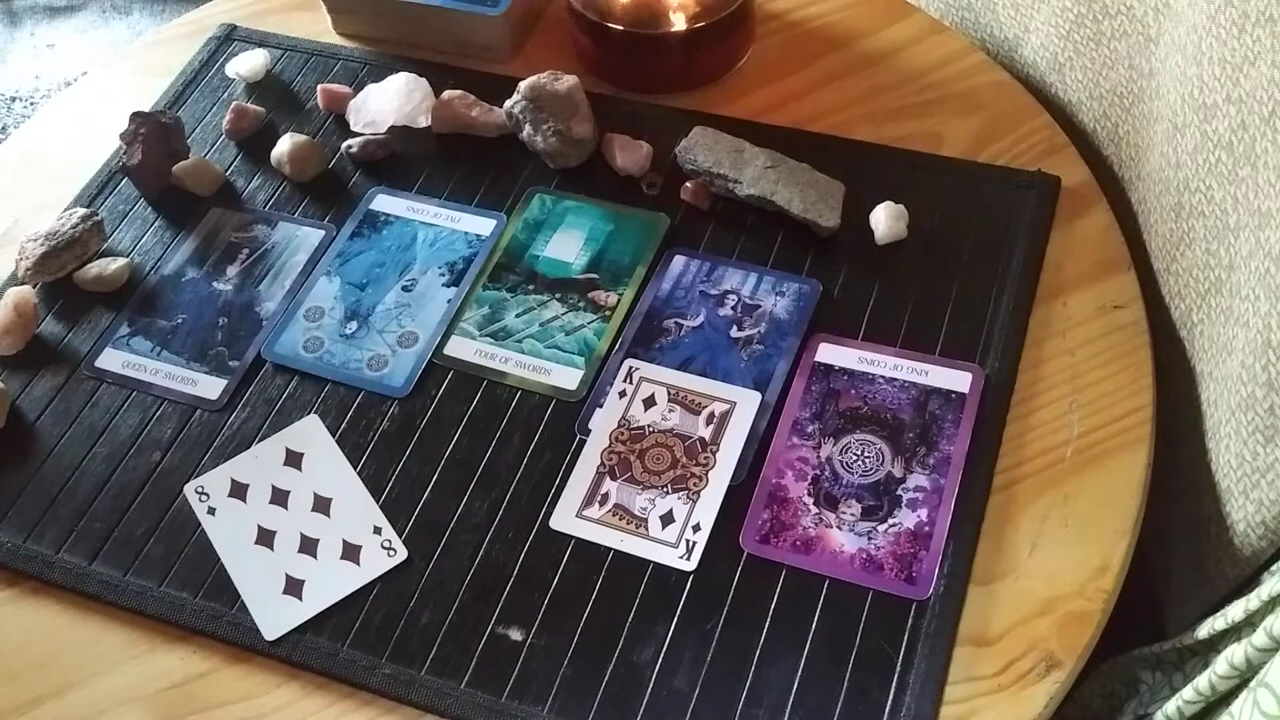 FIVE OF COINS
QUEEN OF SWORDS
FOUR OF SWORDS
KING OF COINS
K
K
8
8